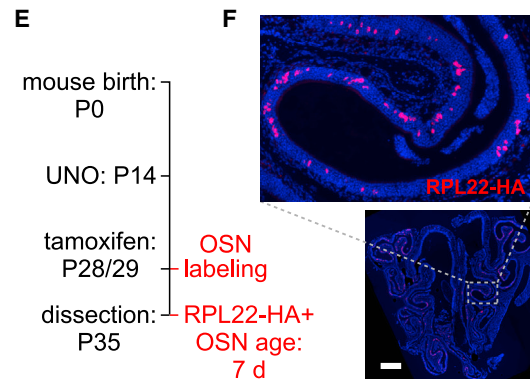 E
F
mouse birth:
P0
UNO: P14
tamoxifen:
P28/29
OSN
labeling
dissection:
P35
RPL22-HA+
OSN age:
7 d
RPL22-HA